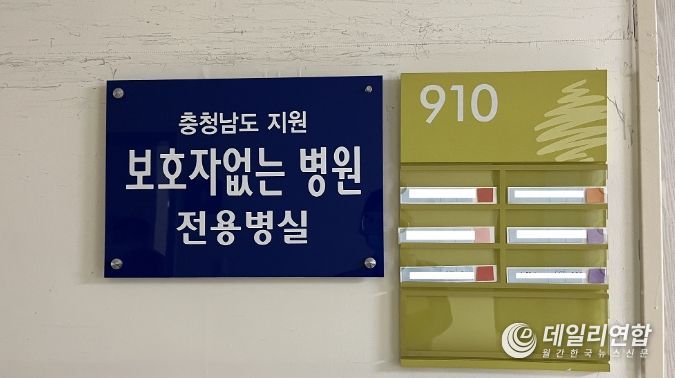 충청남도 지원
보호자없는 병원
전용병실
910
데일리연합
월간한국뉴스신문